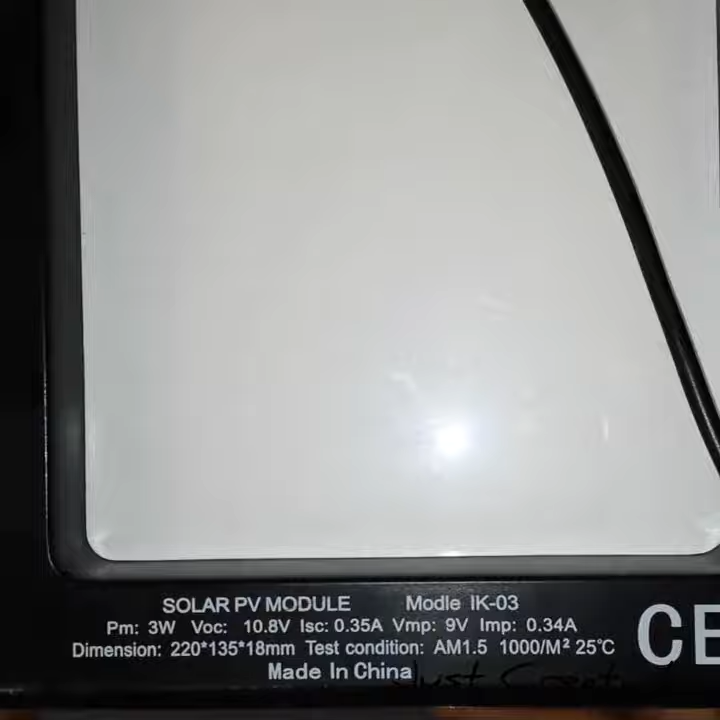 SOLAR PV MODULE Modle IK-03
Pm: 3W Voc: 10.8V Isc: 0.35A Vmp: 9V Imp: 0.34A
Dimension: 220*135*18mm Test condition: AM1.5 1000/M² 25℃
Made In China
CE